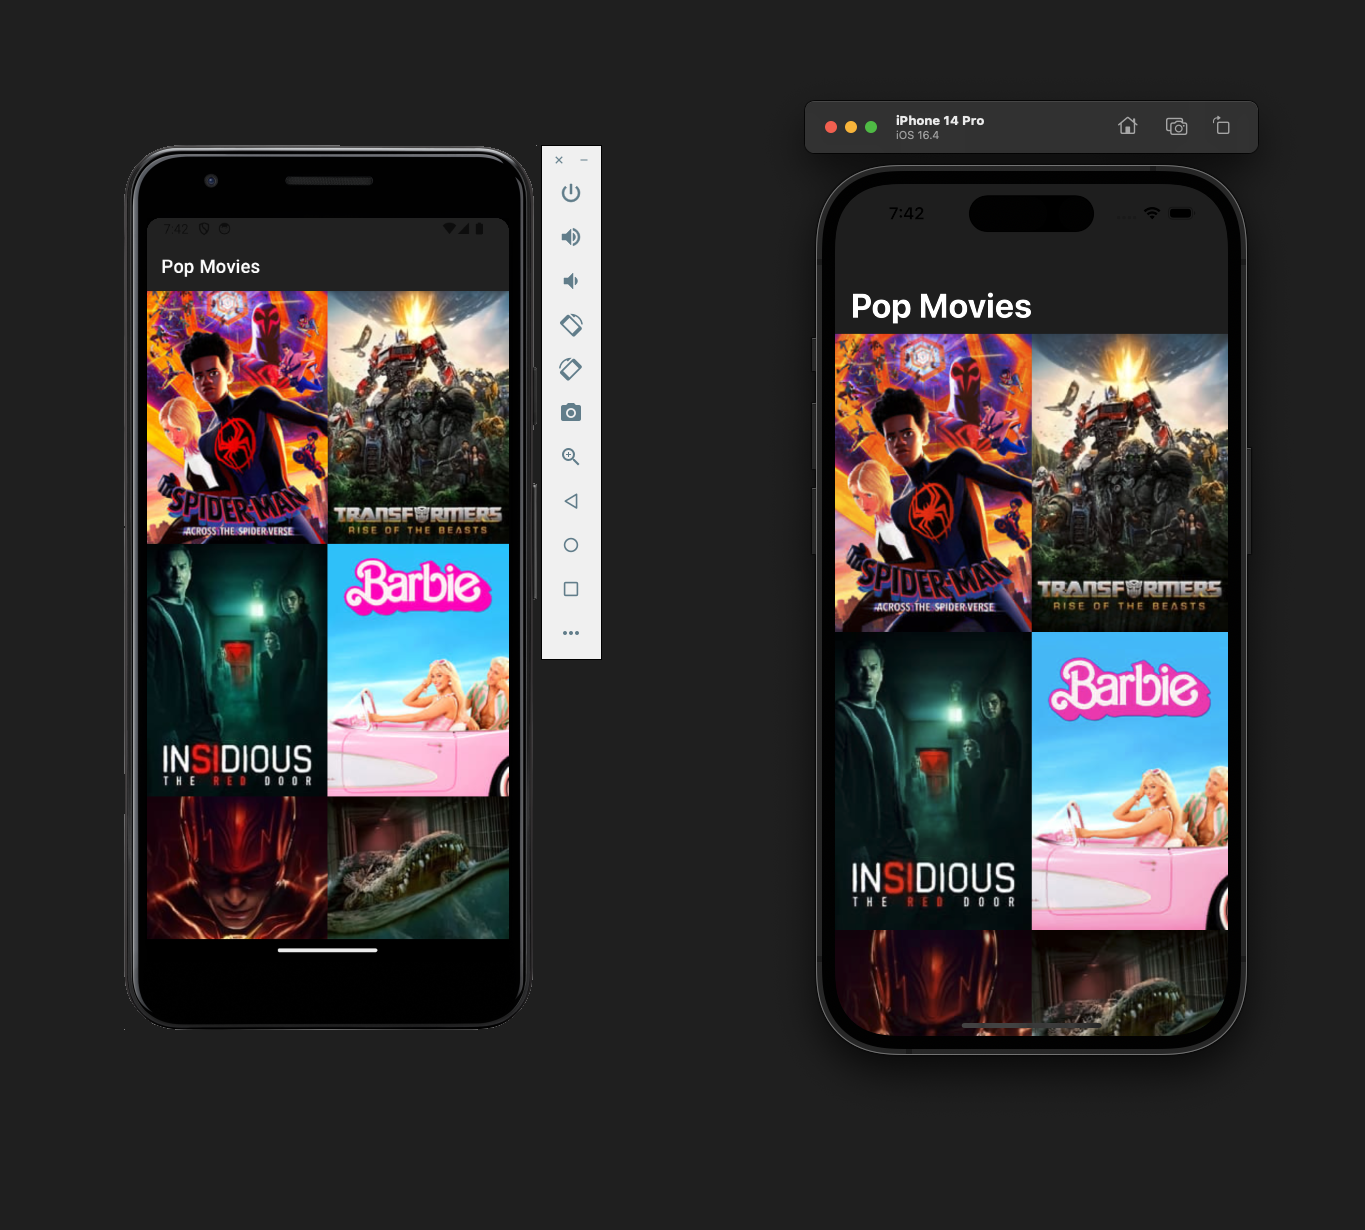 7:42
Pop Movies
SPIDER-MAN
ACROSS THE SPIDER-VERSE
TRANSFORMERS
RISE OF THE BEASTS
INSIDIOUS
THE RED DOOR
Barbie
iPhone 14 Pro
iOS 16.4
7:42
Pop Movies
SPIDER-MAN
ACROSS THE SPIDER-VERSE
TRANSFORMERS
RISE OF THE BEASTS
INSIDIOUS
THE RED DOOR
Barbie